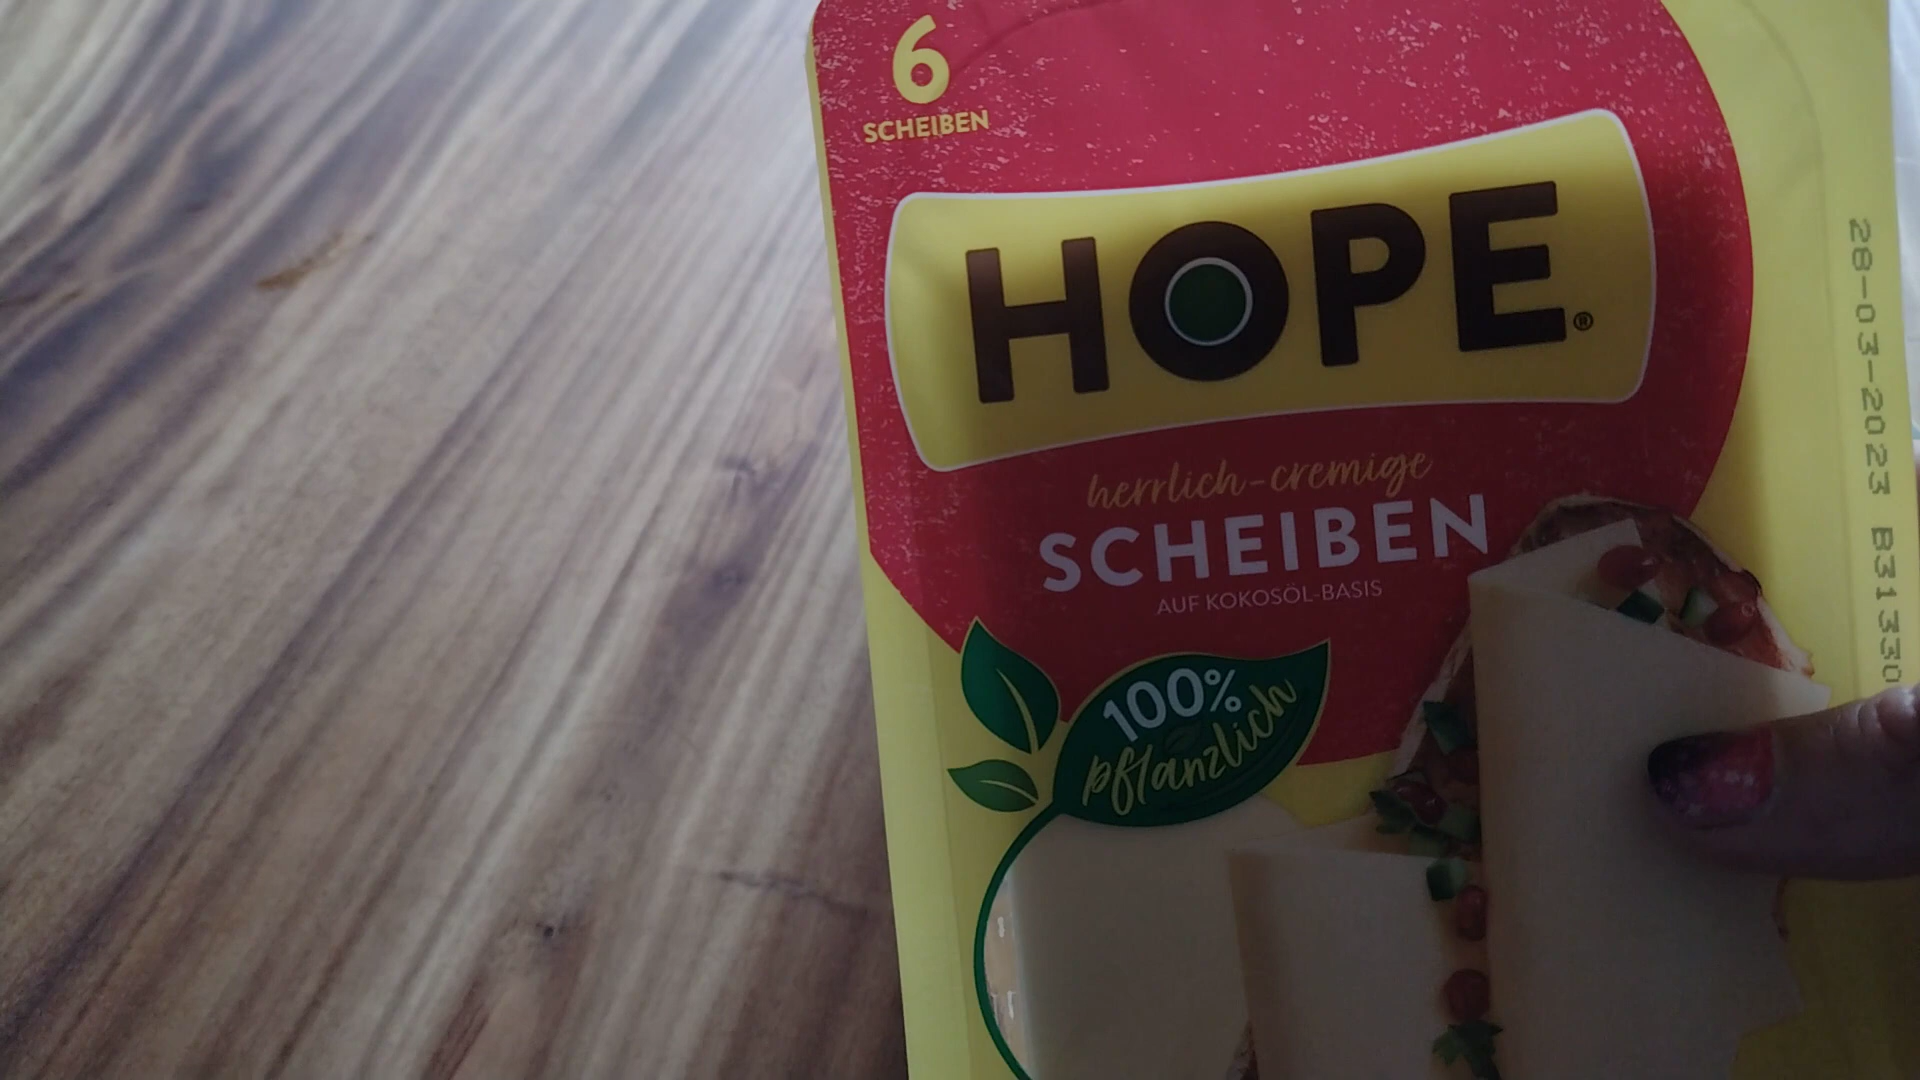 6
SCHEIBEN
HOPE®
herrlich-cremige
SCHEIBEN
AUF KOKOSÖL-BASIS
100%
pflanzlich
28-03-2023 B31330